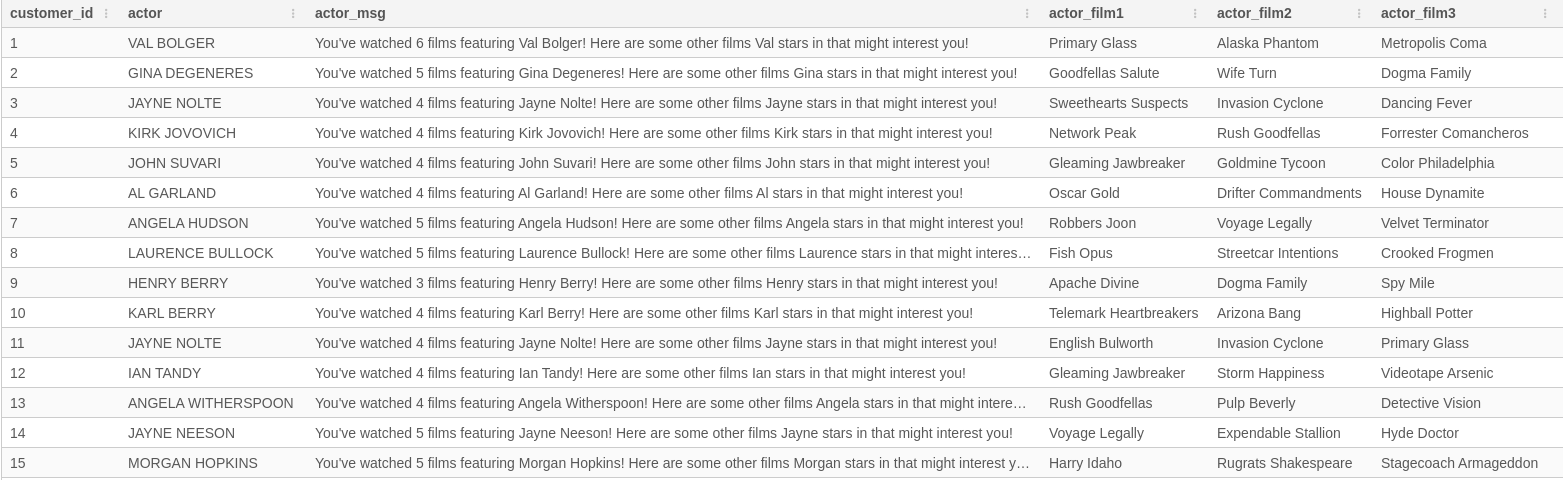 customer_id actor actor_msg actor_film1 actor_film2 actor_film3
1 VAL BOLGER You've watched 6 films featuring Val Bolger! Here are some other films Val stars in that might interest you! Primary Glass Alaska Phantom Metropolis Coma
2 GINA DEGENERES You've watched 5 films featuring Gina Degeneres! Here are some other films Gina stars in that might interest you! Goodfellas Salute Wife Turn Dogma Family
3 JAYNE NOLTE You've watched 4 films featuring Jayne Nolte! Here are some other films Jayne stars in that might interest you! Sweethearts Suspects Invasion Cyclone Dancing Fever
4 KIRK JOVOVICH You've watched 4 films featuring Kirk Jovovich! Here are some other films Kirk stars in that might interest you! Network Peak Rush Goodfellas Forrester Comancheros
5 JOHN SUVARI You've watched 4 films featuring John Suvari! Here are some other films John stars in that might interest you! Gleaming Jawbreaker Goldmine Tycoon Color Philadelphia
6 AL GARLAND You've watched 4 films featuring Al Garland! Here are some other films Al stars in that might interest you! Oscar Gold Drifter Commandments House Dynamite
7 ANGELA HUDSON You've watched 5 films featuring Angela Hudson! Here are some other films Angela stars in that might interest you! Robbers Joon Voyage Legally Velvet Terminator
8 LAURENCE BULLOCK You've watched 5 films featuring Laurence Bullock! Here are some other films Laurence stars in that might interes… Fish Opus Streetcar Intentions Crooked Frogmen
9 HENRY BERRY You've watched 3 films featuring Henry Berry! Here are some other films Henry stars in that might interest you! Apache Divine Dogma Family Spy Mile
10 KARL BERRY You've watched 4 films featuring Karl Berry! Here are some other films Karl stars in that might interest you! Telemark Heartbreakers Arizona Bang Highball Potter
11 JAYNE NOLTE You've watched 4 films featuring Jayne Nolte! Here are some other films Jayne stars in that might interest you! English Bulworth Invasion Cyclone Primary Glass
12 IAN TANDY You've watched 4 films featuring Ian Tandy! Here are some other films Ian stars in that might interest you! Gleaming Jawbreaker Storm Happiness Videotape Arsenic
13 ANGELA WITHERSPOON You've watched 4 films featuring Angela Witherspoon! Here are some other films Angela stars in that might intere… Rush Goodfellas Pulp Beverly Detective Vision
14 JAYNE NEESON You've watched 5 films featuring Jayne Neeson! Here are some other films Jayne stars in that might interest you! Voyage Legally Expendable Stallion Hyde Doctor
15 MORGAN HOPKINS You've watched 5 films featuring Morgan Hopkins! Here are some other films Morgan stars in that might interest y… Harry Idaho Rugrats Shakespeare Stagecoach Armageddon